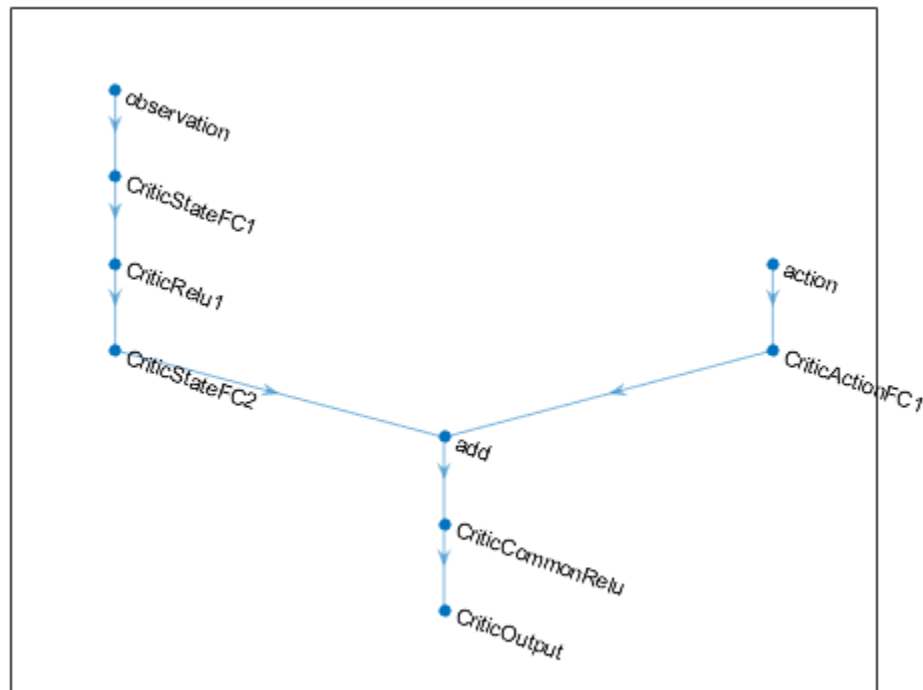 observation
CriticStateFC1
CriticRelu1
CriticStateFC2
action
CriticActionFC1
add
CriticCommonRelu
CriticOutput